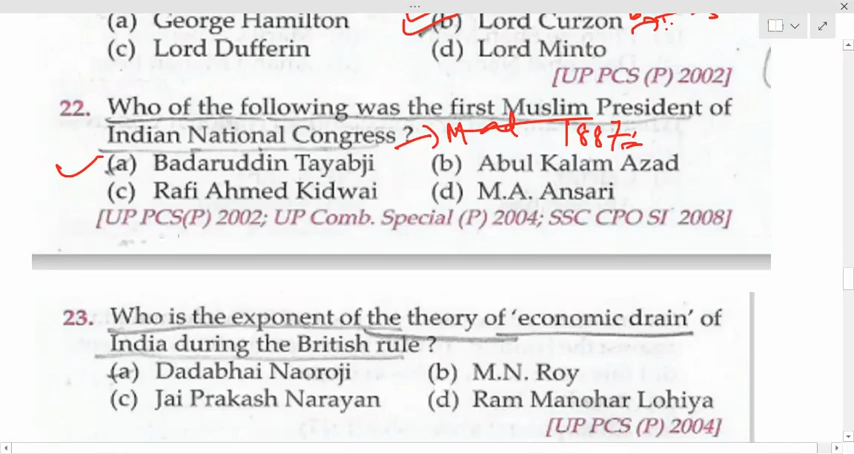 (a) George Hamilton (b) Lord Curzon
(c) Lord Dufferin (d) Lord Minto
[UP PCS (P) 2002]
22. Who of the following was the first Muslim President of
Indian National Congress ? → 1887
(a) Badaruddin Tayabji (b) Abul Kalam Azad
(c) Rafi Ahmed Kidwai (d) M.A. Ansari
[UP PCS(P) 2002; UP Comb. Special (P) 2004; SSC CPO SI 2008]
23. Who is the exponent of the theory of 'economic drain' of
India during the British rule ?
(a) Dadabhai Naoroji (b) M.N. Roy
(c) Jai Prakash Narayan (d) Ram Manohar Lohiya
[UP PCS (P) 2004]